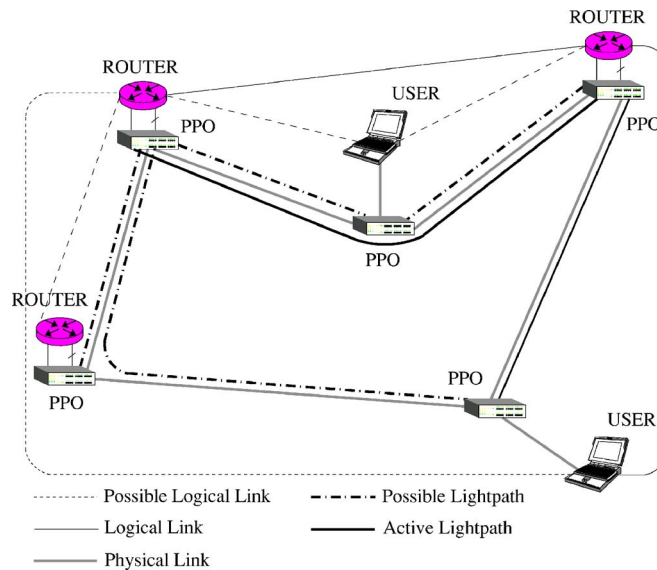 ROUTER
ROUTER
USER
PPO
PPO
PPO
ROUTER
PPO
PPO
USER
Possible Logical Link
Possible Lightpath
Logical Link
Active Lightpath
Physical Link